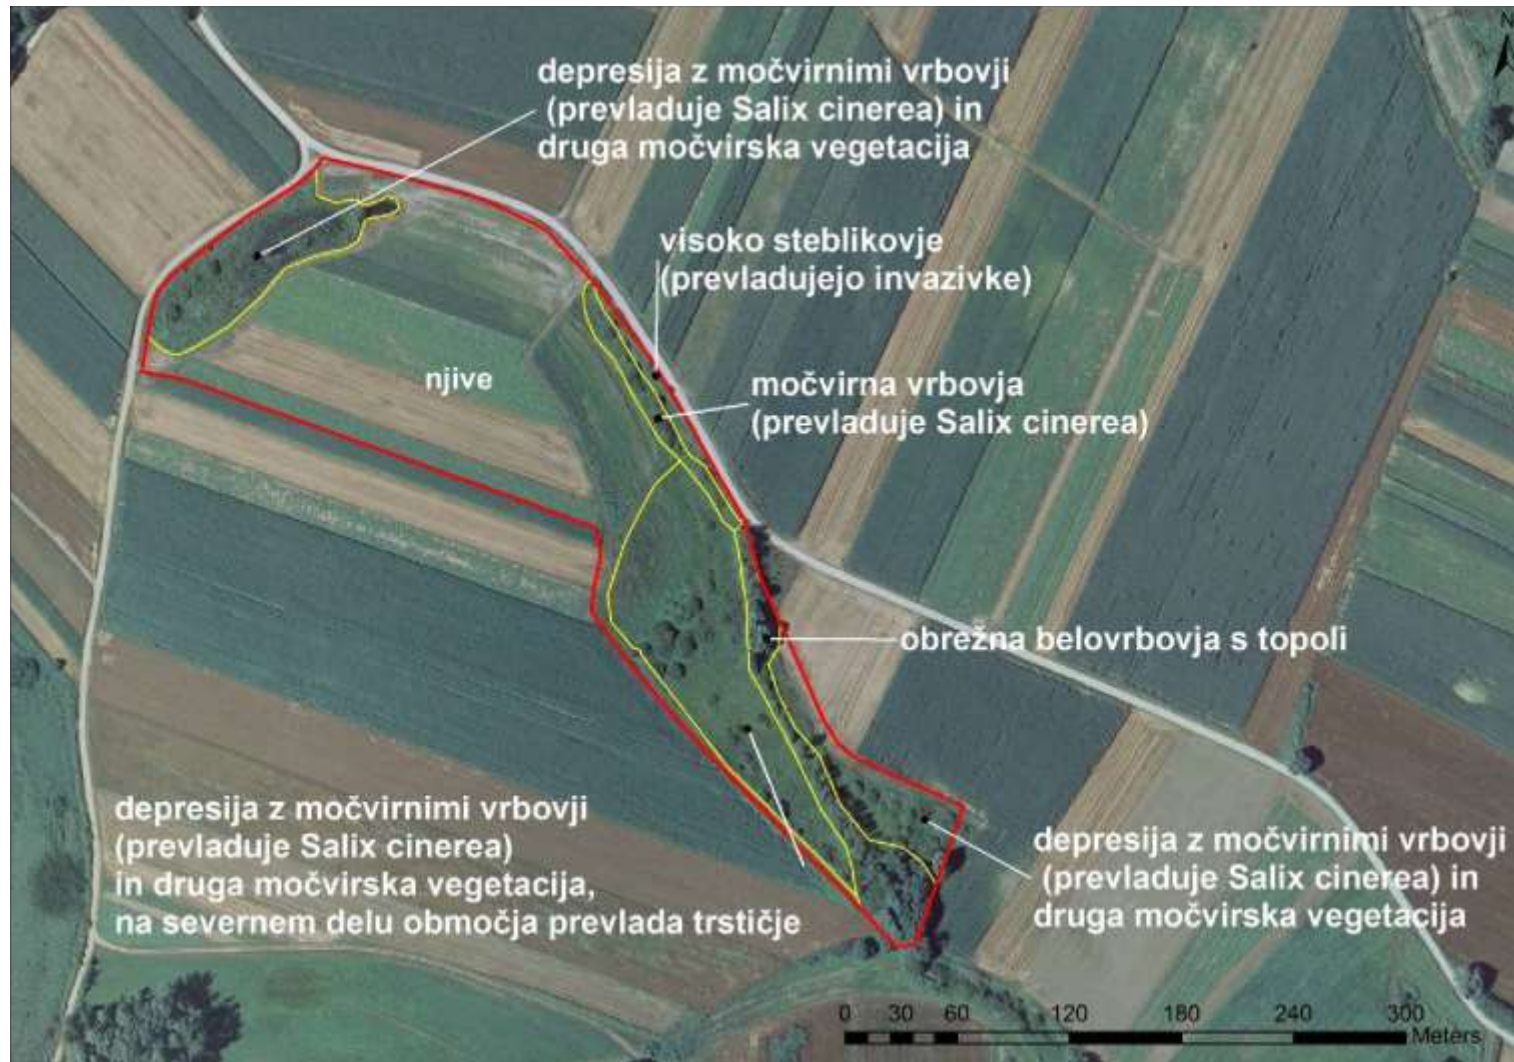 N
depresija z močvirnimi vrbovji
(prevladuje Salix cinerea) in
druga močvirska vegetacija
visoko steblikovje
(prevladujejo invazivke)
njive
močvirna vrbovja
(prevladuje Salix cinerea)
obrežna belovrbovja s topoli
depresija z močvirnimi vrbovji
(prevladuje Salix cinerea)
in druga močvirska vegetacija,
na severnem delu območja prevlada trstičje
depresija z močvirnimi vrbovji
(prevladuje Salix cinerea) in
druga močvirska vegetacija
0 30 60 120 180 240 300
Meters